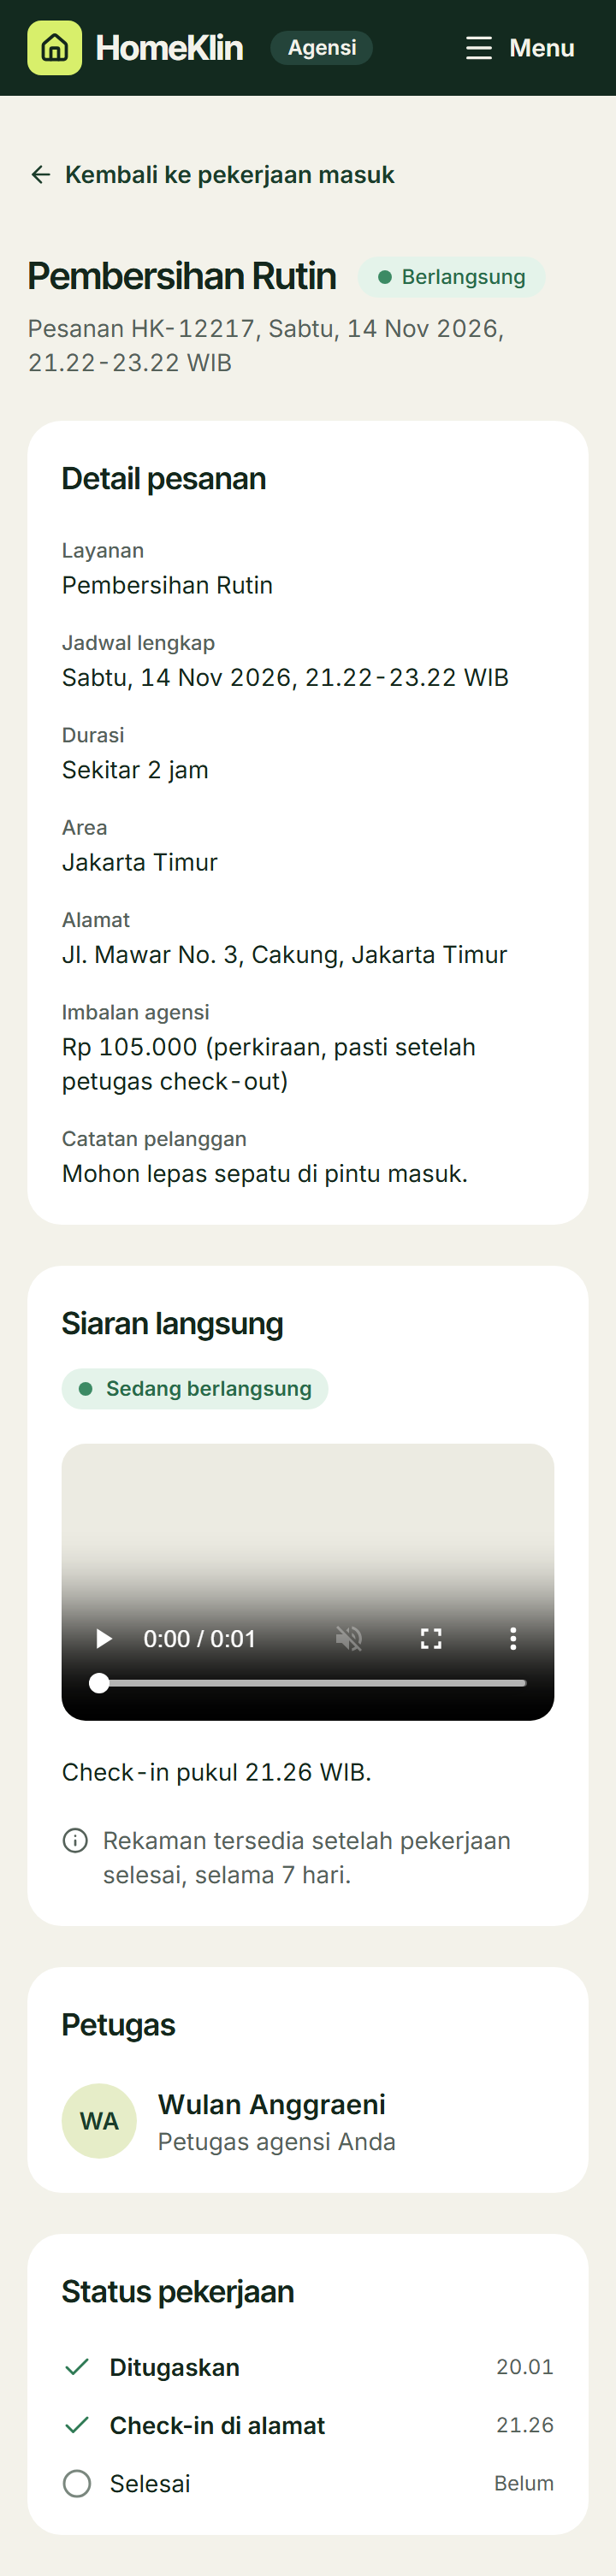 HomeKlin
Agensi
Menu
Kembali ke pekerjaan masuk
Pembersihan Rutin
Berlangsung
Pesanan HK-12217, Sabtu, 14 Nov 2026,
21.22-23.22 WIB
Detail pesanan
Layanan
Pembersihan Rutin
Jadwal lengkap
Sabtu, 14 Nov 2026, 21.22-23.22 WIB
Durasi
Sekitar 2 jam
Area
Jakarta Timur
Alamat
Jl. Mawar No. 3, Cakung, Jakarta Timur
Imbalan agensi
Rp 105.000 (perkiraan, pasti setelah
petugas check-out)
Catatan pelanggan
Mohon lepas sepatu di pintu masuk.
Siaran langsung
Sedang berlangsung
0:00 / 0:01
Check-in pukul 21.26 WIB.
Rekaman tersedia setelah pekerjaan
selesai, selama 7 hari.
Petugas
WA
Wulan Anggraeni
Petugas agensi Anda
Status pekerjaan
Ditugaskan 20.01
Check-in di alamat 21.26
Selesai Belum